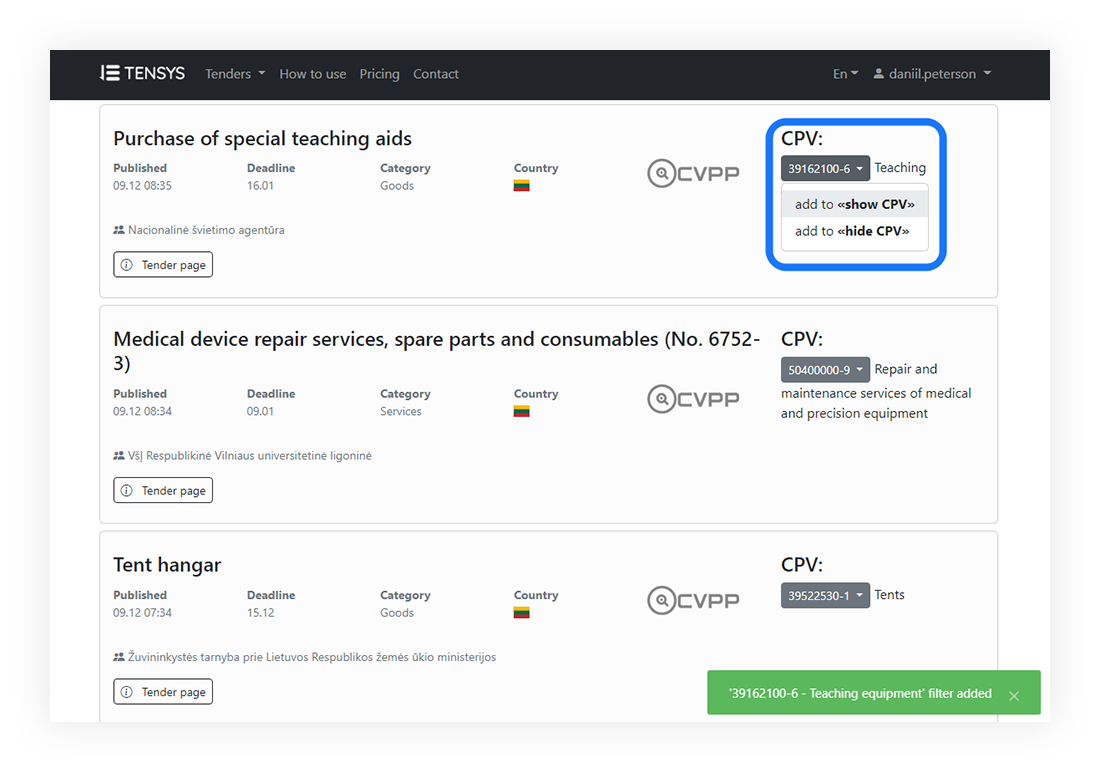 TENSYS Tenders How to use Pricing Contact En daniil.peterson
Purchase of special teaching aids
Published Deadline Category Country
09.12 08:35 16.01 Goods
CVPP
Nacionalinė švietimo agentūra
Tender page
CPV:
39162100-6 Teaching
add to «show CPV»
add to «hide CPV»
Medical device repair services, spare parts and consumables (No. 6752-
3)
Published Deadline Category Country
09.12 08:34 09.01 Services
CVPP
VšĮ Respublikinė Vilniaus universitetinė ligoninė
Tender page
CPV:
50400000-9 Repair and
maintenance services of medical
and precision equipment
Tent hangar
Published Deadline Category Country
09.12 07:34 15.12 Goods
CVPP
Žuvininkystės tarnyba prie Lietuvos Respublikos žemės ūkio ministerijos
Tender page
CPV:
39522530-1 Tents
'39162100-6 - Teaching equipment' filter added ×